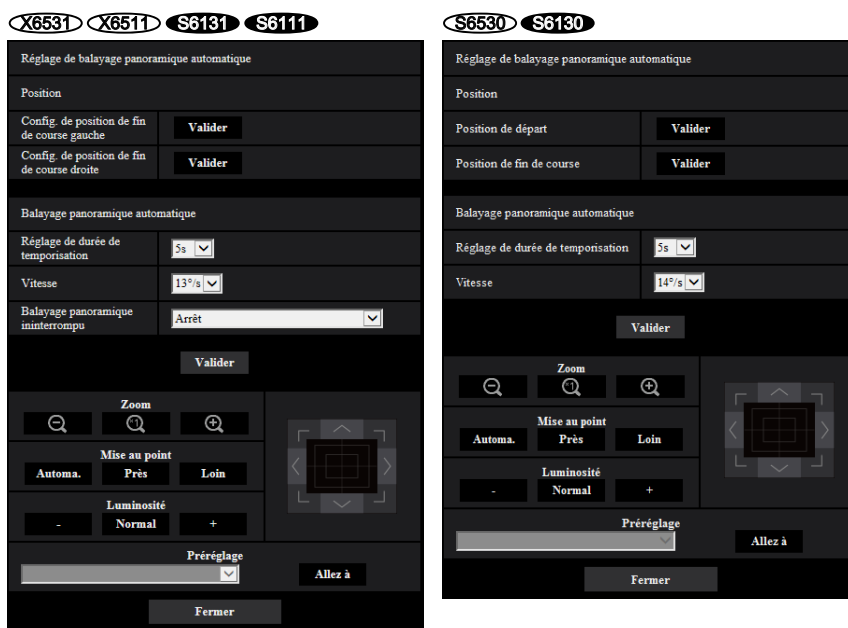 X6531 X6511 S6131 S6111
Réglage de balayage panoramique automatique
Position
Config. de position de fin
de course gauche
Valider
Config. de position de fin
de course droite
Valider
Balayage panoramique automatique
Réglage de durée de
temporisation
5s
Vitesse
13°/s
Balayage panoramique
ininterrompu
Arrêt
Valider
Zoom
×1
Mise au point
Automa. Près Loin
Luminosité
- Normal +
Préréglage
Allez à
Fermer
S6530 S6130
Réglage de balayage panoramique automatique
Position
Position de départ
Valider
Position de fin de course
Valider
Balayage panoramique automatique
Réglage de durée de temporisation
5s
Vitesse
14°/s
Valider
Zoom
×1
Mise au point
Automa. Près Loin
Luminosité
- Normal +
Préréglage
Allez à
Fermer